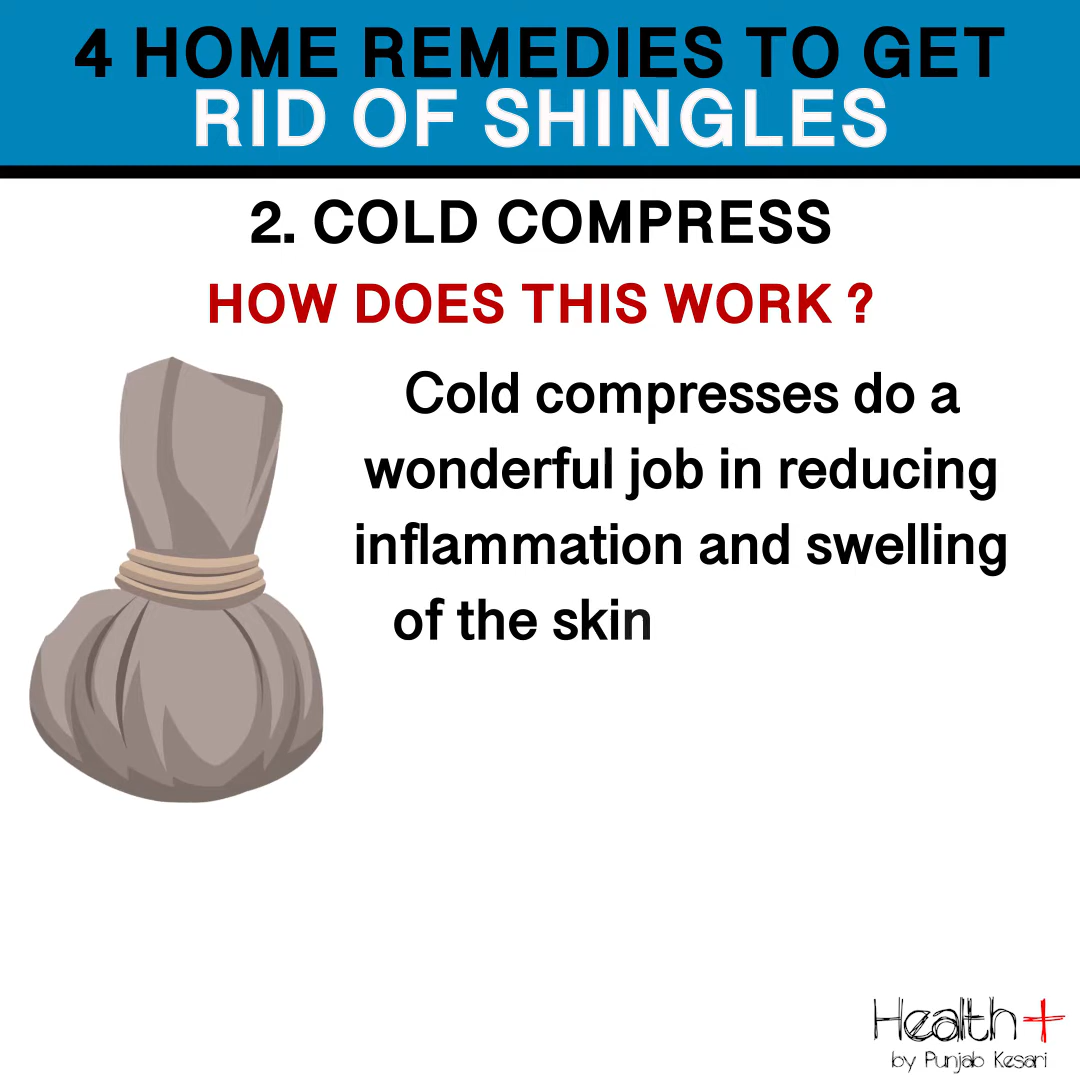 4 HOME REMEDIES TO GET
RID OF SHINGLES
2. COLD COMPRESS
HOW DOES THIS WORK ?
Cold compresses do a
wonderful job in reducing
inflammation and swelling
of the skin
Health+
by Punjab Kesari